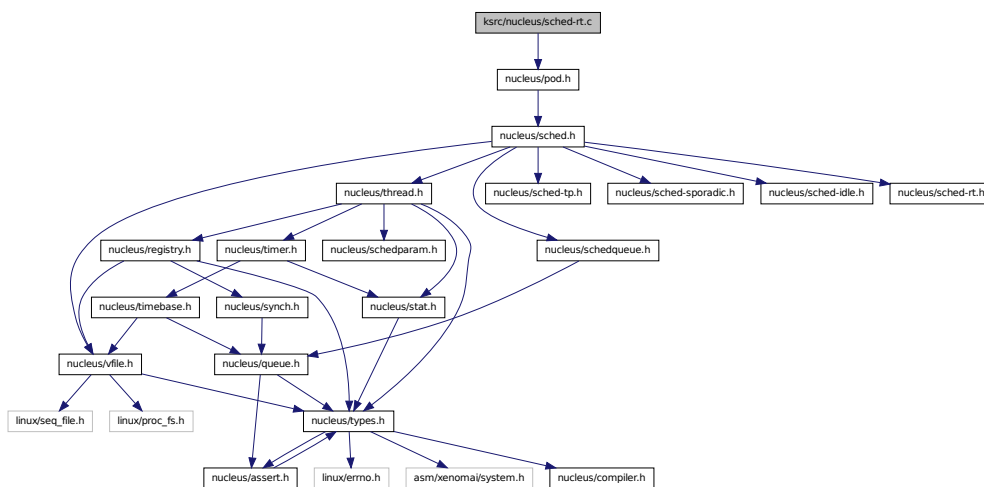 ksrc/nucleus/sched-rt.c
nucleus/pod.h
nucleus/sched.h
nucleus/thread.h
nucleus/sched-tp.h
nucleus/sched-sporadic.h
nucleus/sched-idle.h
nucleus/sched-rt.h
nucleus/registry.h
nucleus/timer.h
nucleus/schedparam.h
nucleus/schedqueue.h
nucleus/timebase.h
nucleus/synch.h
nucleus/stat.h
nucleus/vfile.h
nucleus/queue.h
linux/seq_file.h
linux/proc_fs.h
nucleus/types.h
nucleus/assert.h
linux/errno.h
asm/xenomai/system.h
nucleus/compiler.h